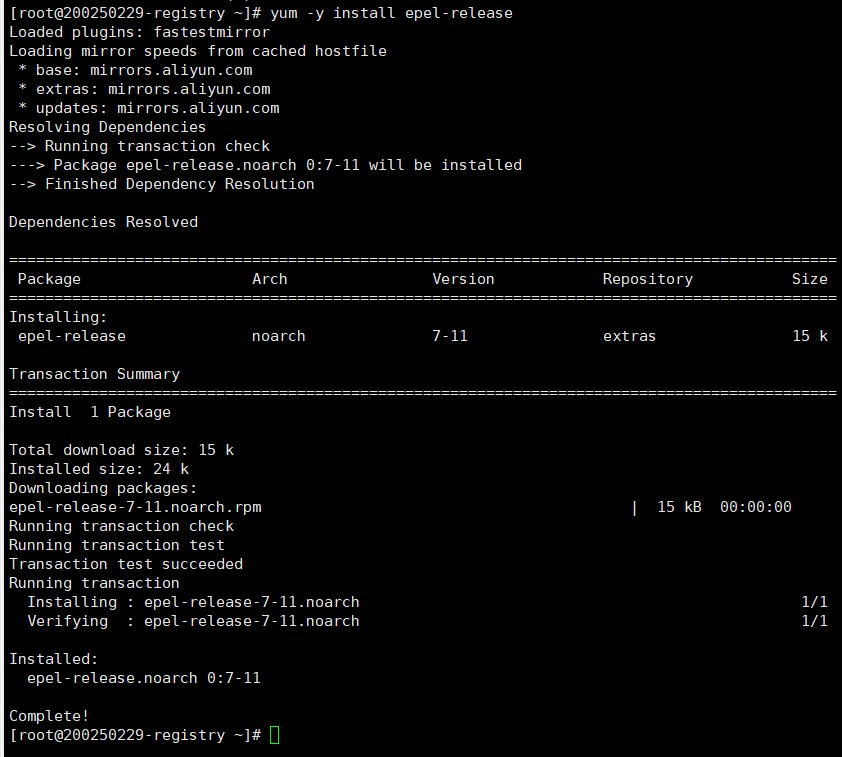 [root@200250229-registry ~]# yum -y install epel-release
Loaded plugins: fastestmirror
Loading mirror speeds from cached hostfile
 * base: mirrors.aliyun.com
 * extras: mirrors.aliyun.com
 * updates: mirrors.aliyun.com
Resolving Dependencies
--> Running transaction check
---> Package epel-release.noarch 0:7-11 will be installed
--> Finished Dependency Resolution

Dependencies Resolved

============================================================================================
 Package                   Arch                Version            Repository           Size
============================================================================================
Installing:
 epel-release              noarch              7-11               extras               15 k

Transaction Summary
============================================================================================
Install  1 Package

Total download size: 15 k
Installed size: 24 k
Downloading packages:
epel-release-7-11.noarch.rpm                                         |  15 kB  00:00:00
Running transaction check
Running transaction test
Transaction test succeeded
Running transaction
  Installing : epel-release-7-11.noarch                                                 1/1
  Verifying  : epel-release-7-11.noarch                                                 1/1

Installed:
  epel-release.noarch 0:7-11

Complete!
[root@200250229-registry ~]#